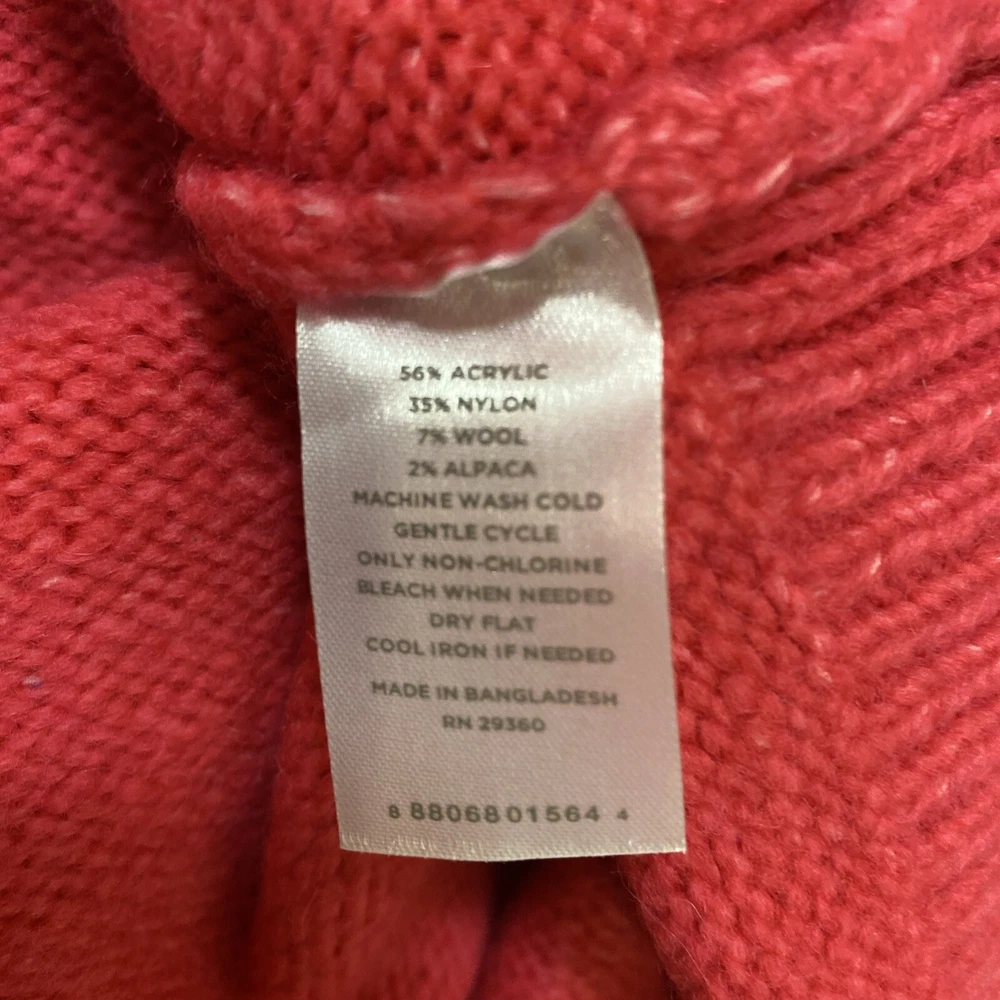 56% ACRYLIC
35% NYLON
7% WOOL
2% ALPACA
MACHINE WASH COLD
GENTLE CYCLE
ONLY NON-CHLORINE
BLEACH WHEN NEEDED
DRY FLAT
COOL IRON IF NEEDED
MADE IN BANGLADESH
RN 29360
8 8806801564 4